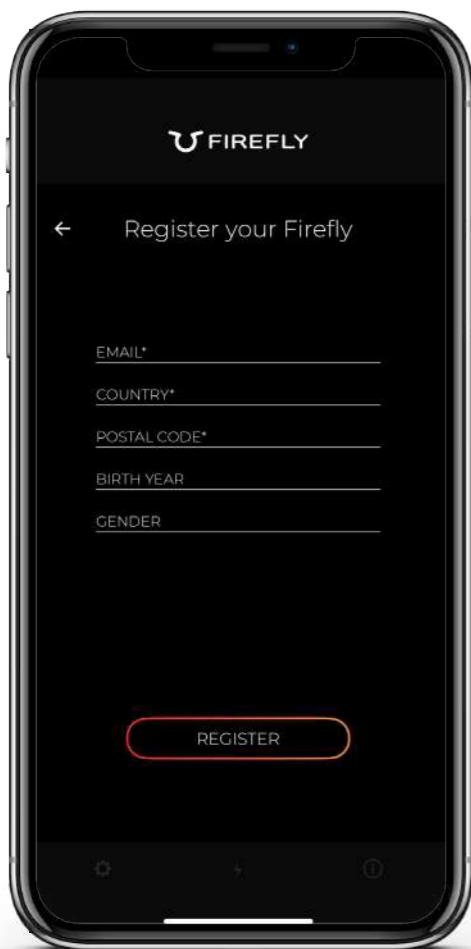 FIREFLY
Register your Firefly
EMAIL*
COUNTRY*
POSTAL CODE*
BIRTH YEAR
GENDER
REGISTER